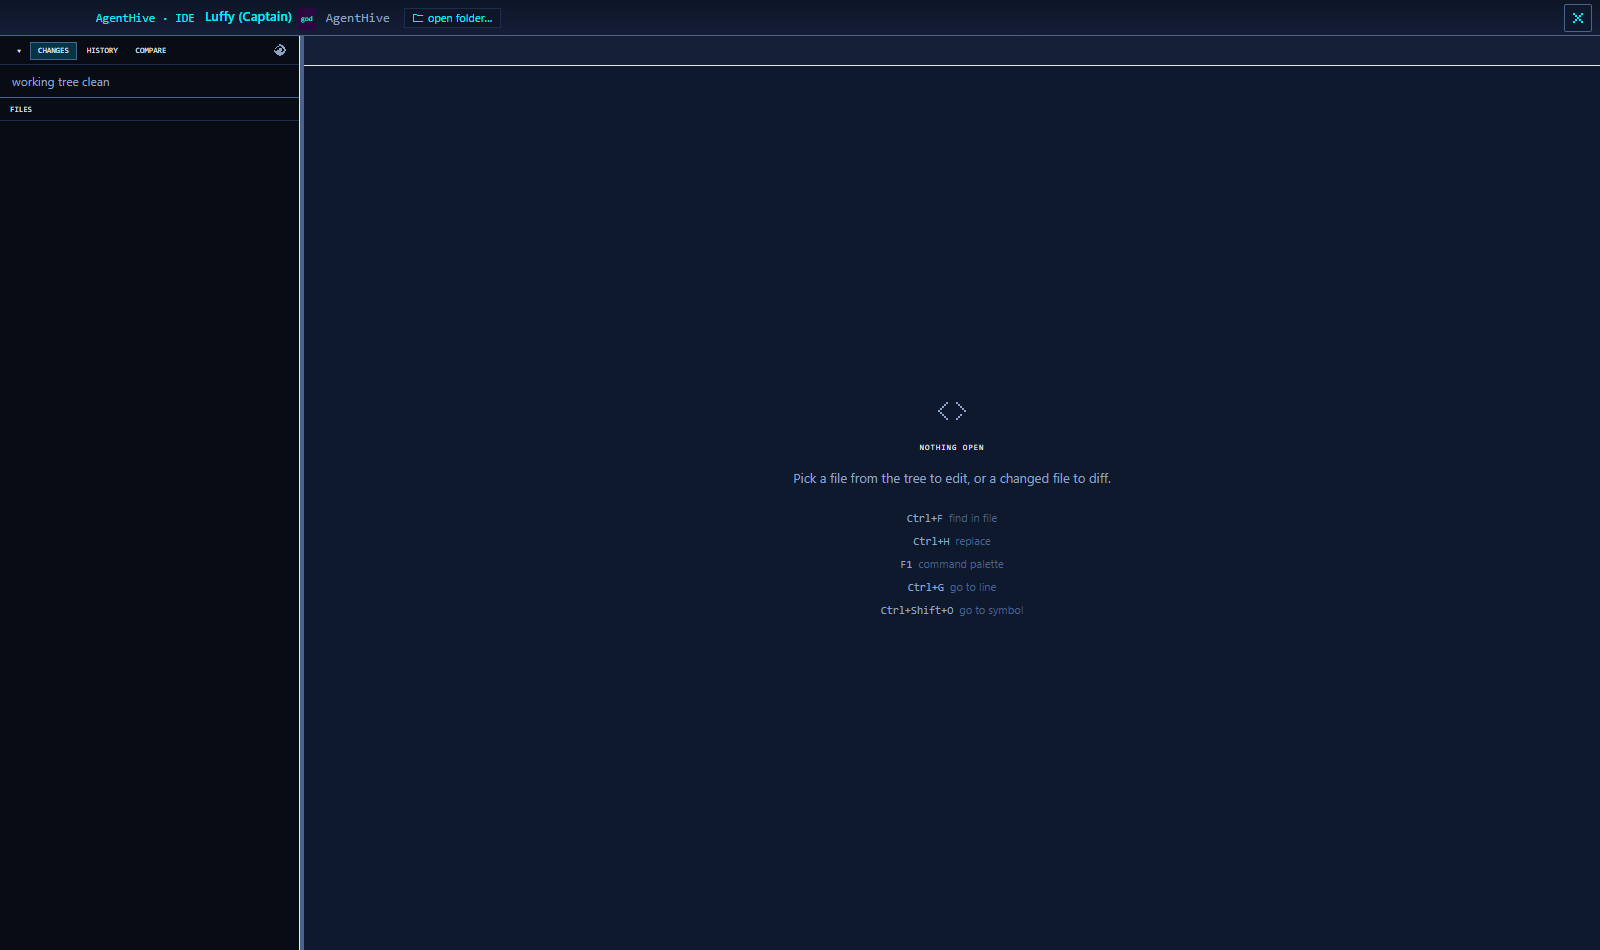 AgentHive · IDE Luffy (Captain) god AgentHive open folder...
CHANGES HISTORY COMPARE
working tree clean
FILES
NOTHING OPEN
Pick a file from the tree to edit, or a changed file to diff.
Ctrl+F find in file
Ctrl+H replace
F1 command palette
Ctrl+G go to line
Ctrl+Shift+O go to symbol